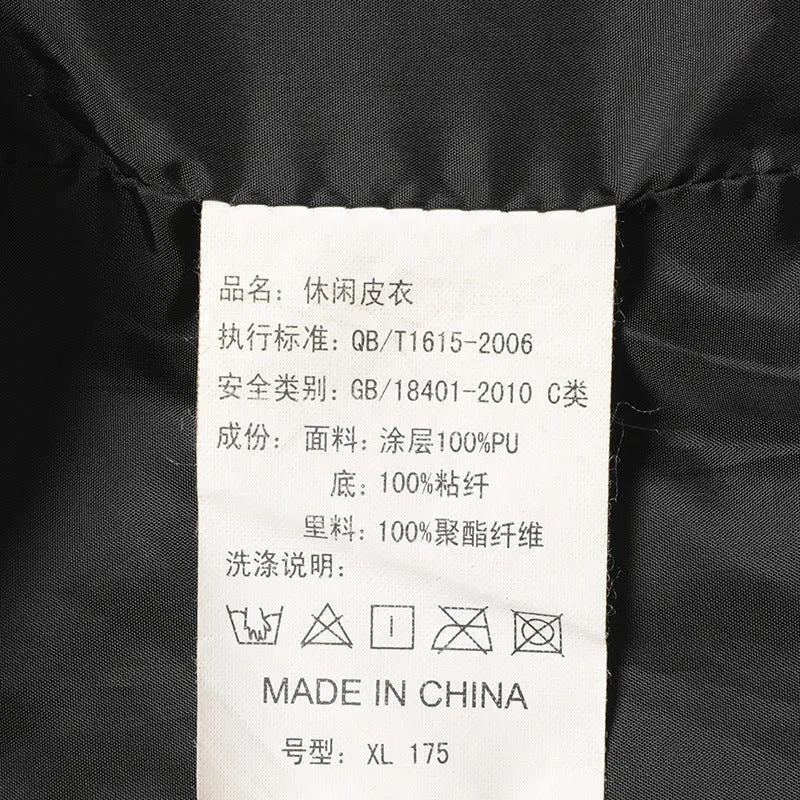 品名: 休闲皮衣
执行标准: QB/T1615-2006
安全类别: GB/18401-2010 C类
成份: 面料: 涂层100%PU
底: 100%粘纤
里料: 100%聚酯纤维
洗涤说明:
MADE IN CHINA
号型: XL 175